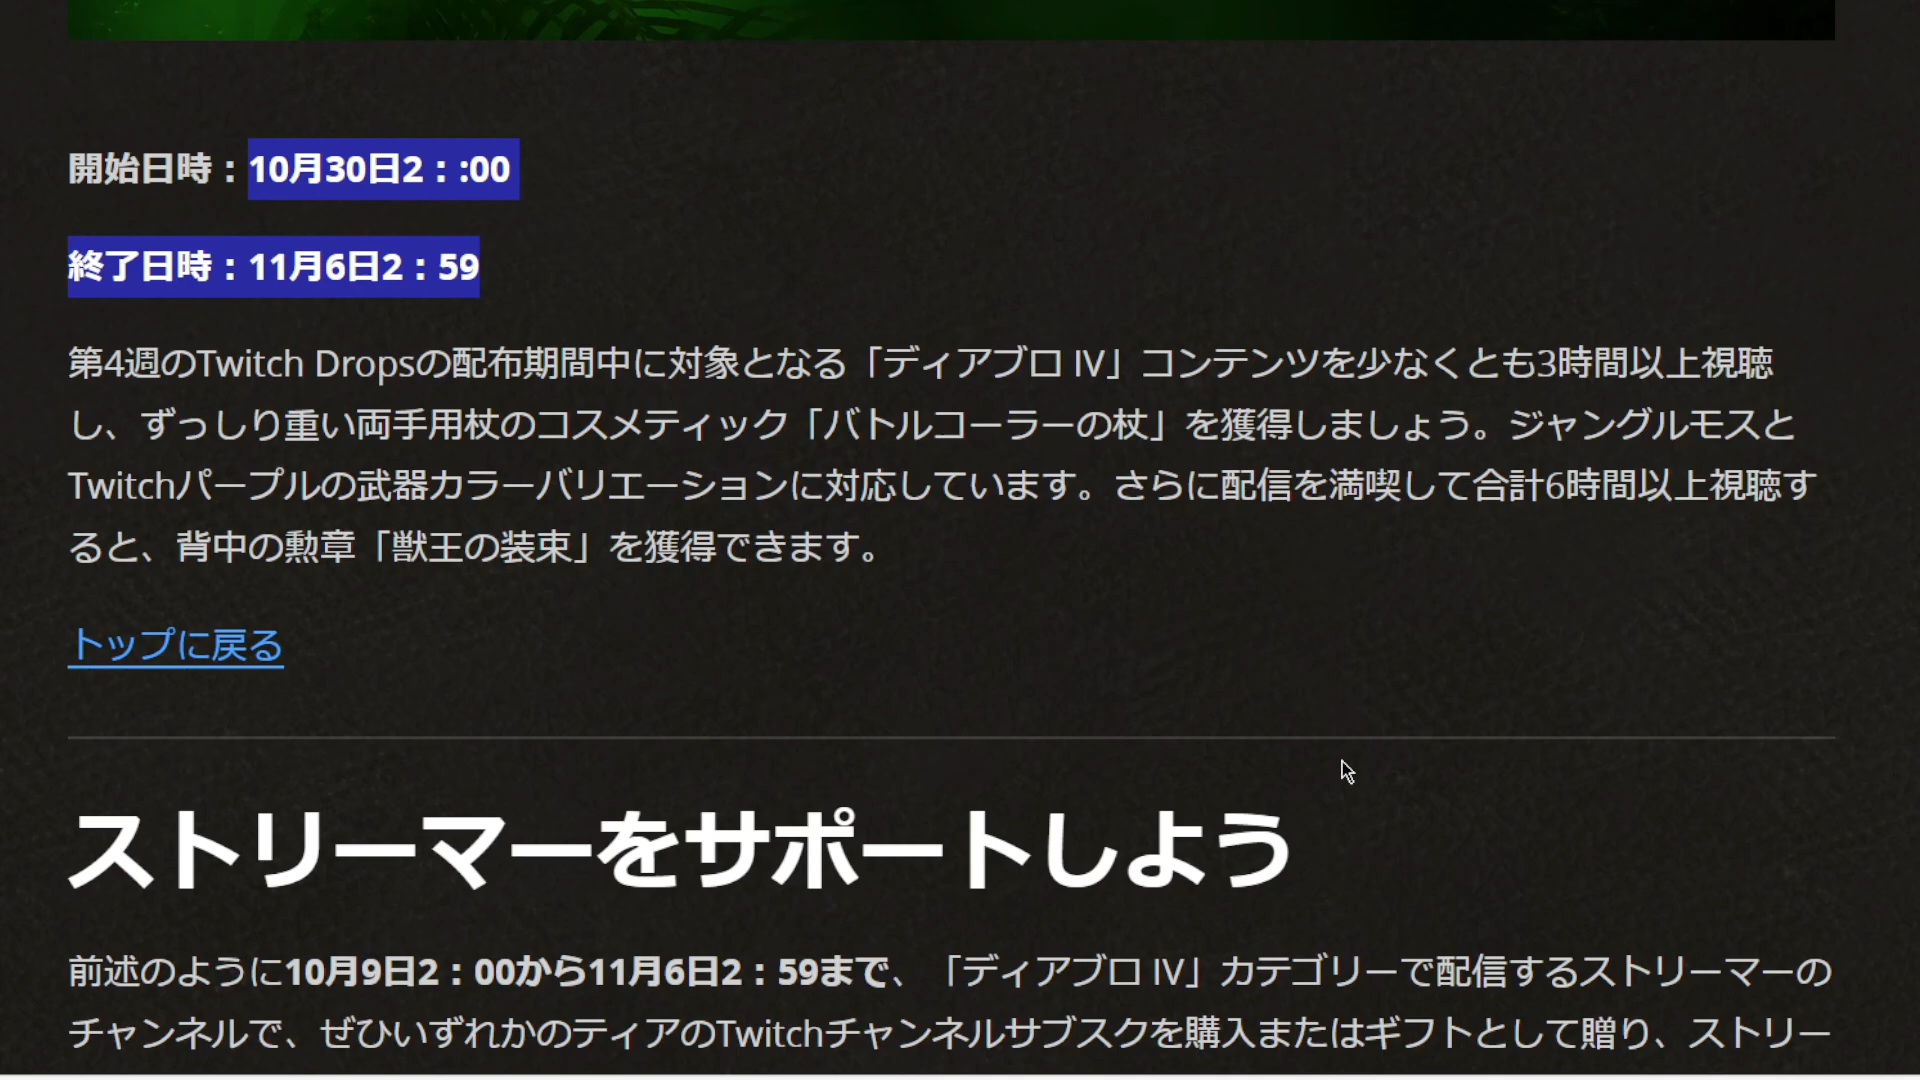 開始日時：10月30日2：:00
終了日時：11月6日2：59
第4週のTwitch Dropsの配布期間中に対象となる「ディアブロ IV」コンテンツを少なくとも3時間以上視聴
し、ずっしり重い両手用杖のコスメティック「バトルコーラーの杖」を獲得しましょう。ジャングルモスと
Twitchパープルの武器カラーバリエーションに対応しています。さらに配信を満喫して合計6時間以上視聴す
ると、背中の勲章「獣王の装束」を獲得できます。
トップに戻る
ストリーマーをサポートしよう
前述のように10月9日2：00から11月6日2：59まで、「ディアブロ IV」カテゴリーで配信するストリーマーの
チャンネルで、ぜひいずれかのティアのTwitchチャンネルサブスクを購入またはギフトとして贈り、ストリー